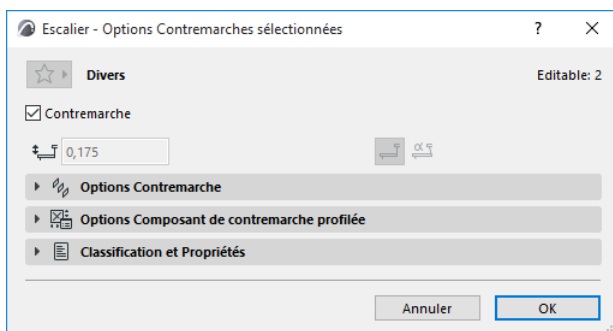 Escalier - Options Contremarches sélectionnées ?
Divers Editable: 2
Contremarche
0,175
Options Contremarche
Options Composant de contremarche profilée
Classification et Propriétés
Annuler OK